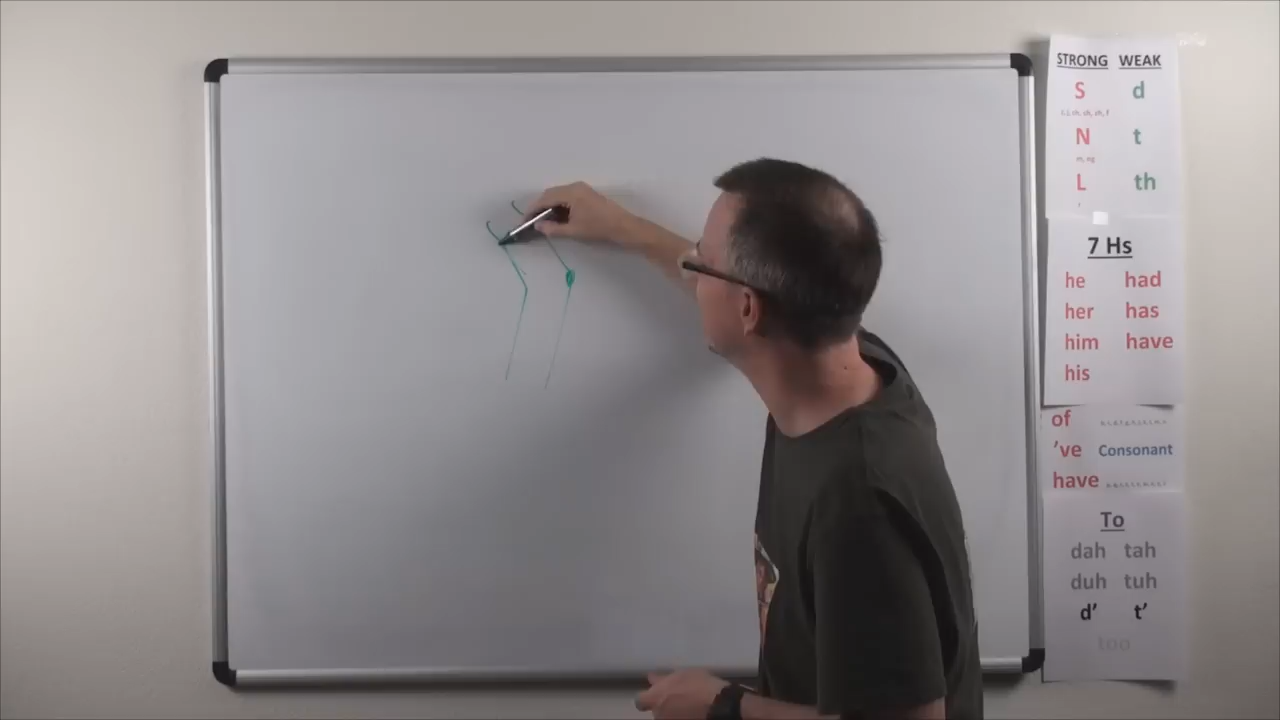 STRONG WEAK
S d
N t
m, ng
L th
7 Hs
he had
her has
him have
his
of
've Consonant
have
To
dah tah
duh tuh
d' t'
too